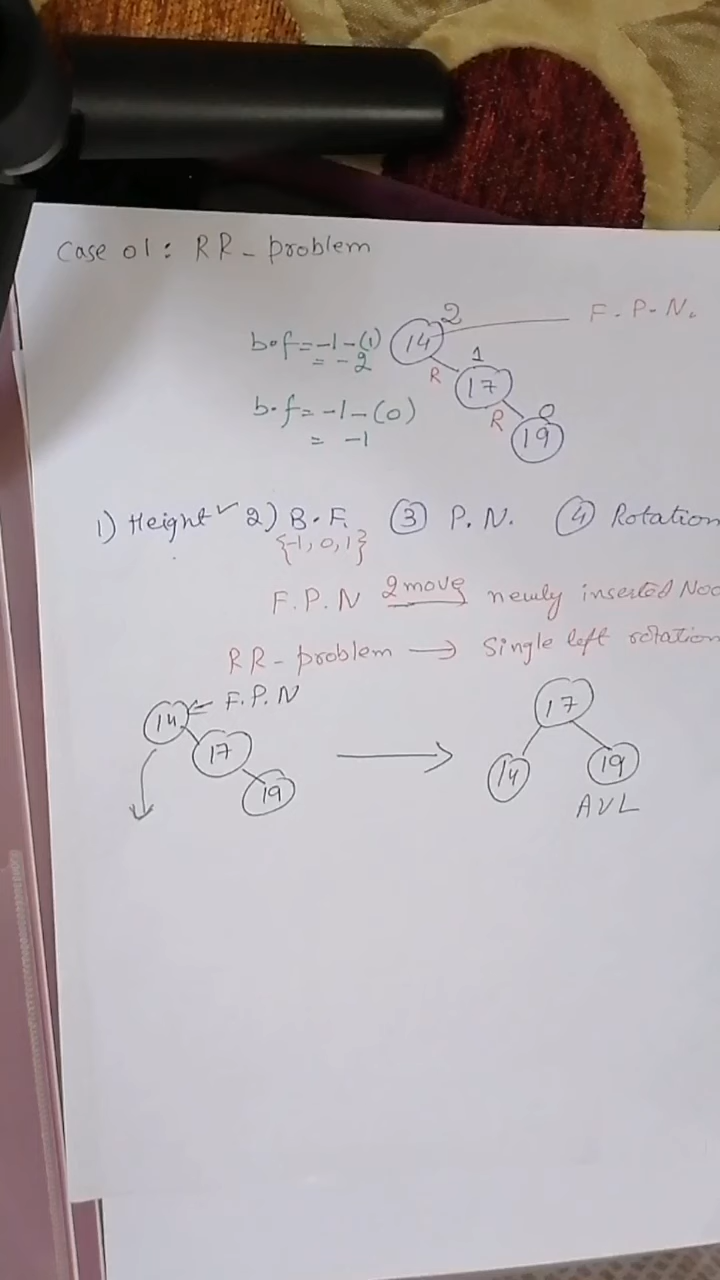 Case 01: RR - problem
2
F - P - N.
b.f = -1 - (1)
14
= - 2
1
R
17
b.f = -1 - (0)
0
R
= -1
19
1) Height ✓ 2) B.F. ③ P.N. ④ Rotation
{-1, 0, 1}
F.P.N 2 move newly inserted
RR - problem → Single left rotation
14 ← F.P.N
17
17
→
19
14
19
AVL